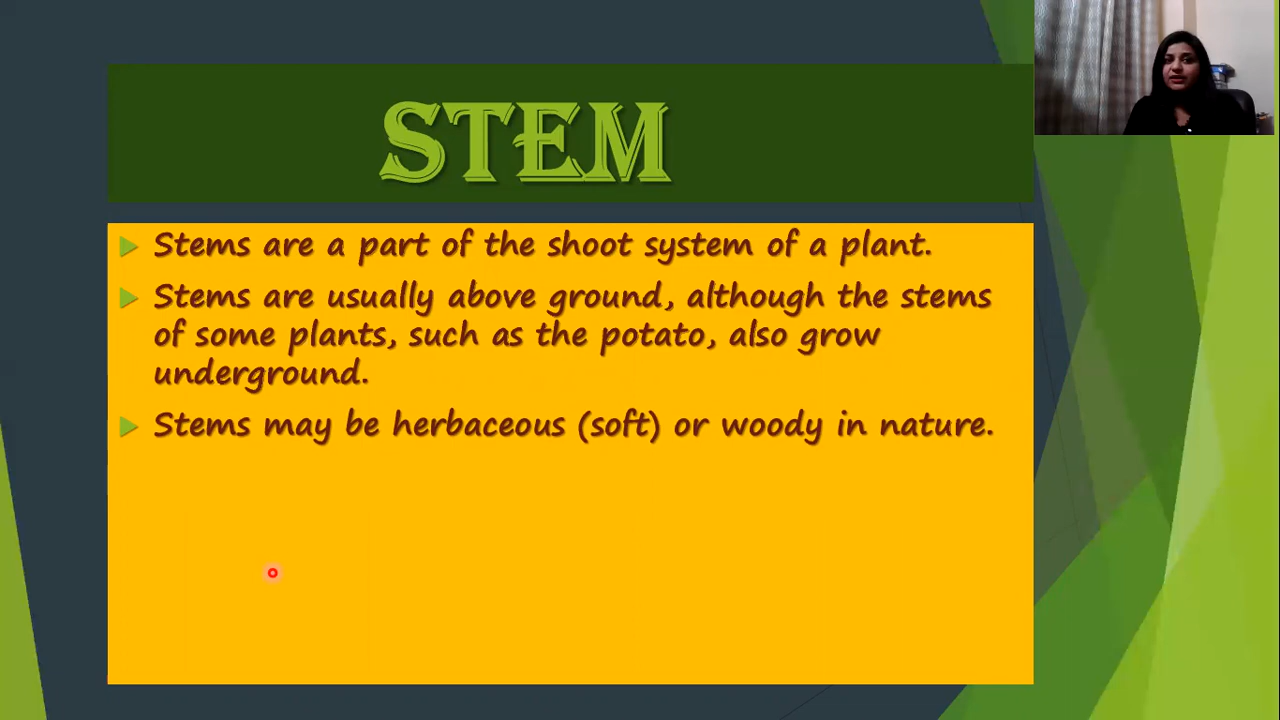 STEM
Stems are a part of the shoot system of a plant.
Stems are usually above ground, although the stems
of some plants, such as the potato, also grow
underground.
Stems may be herbaceous (soft) or woody in nature.